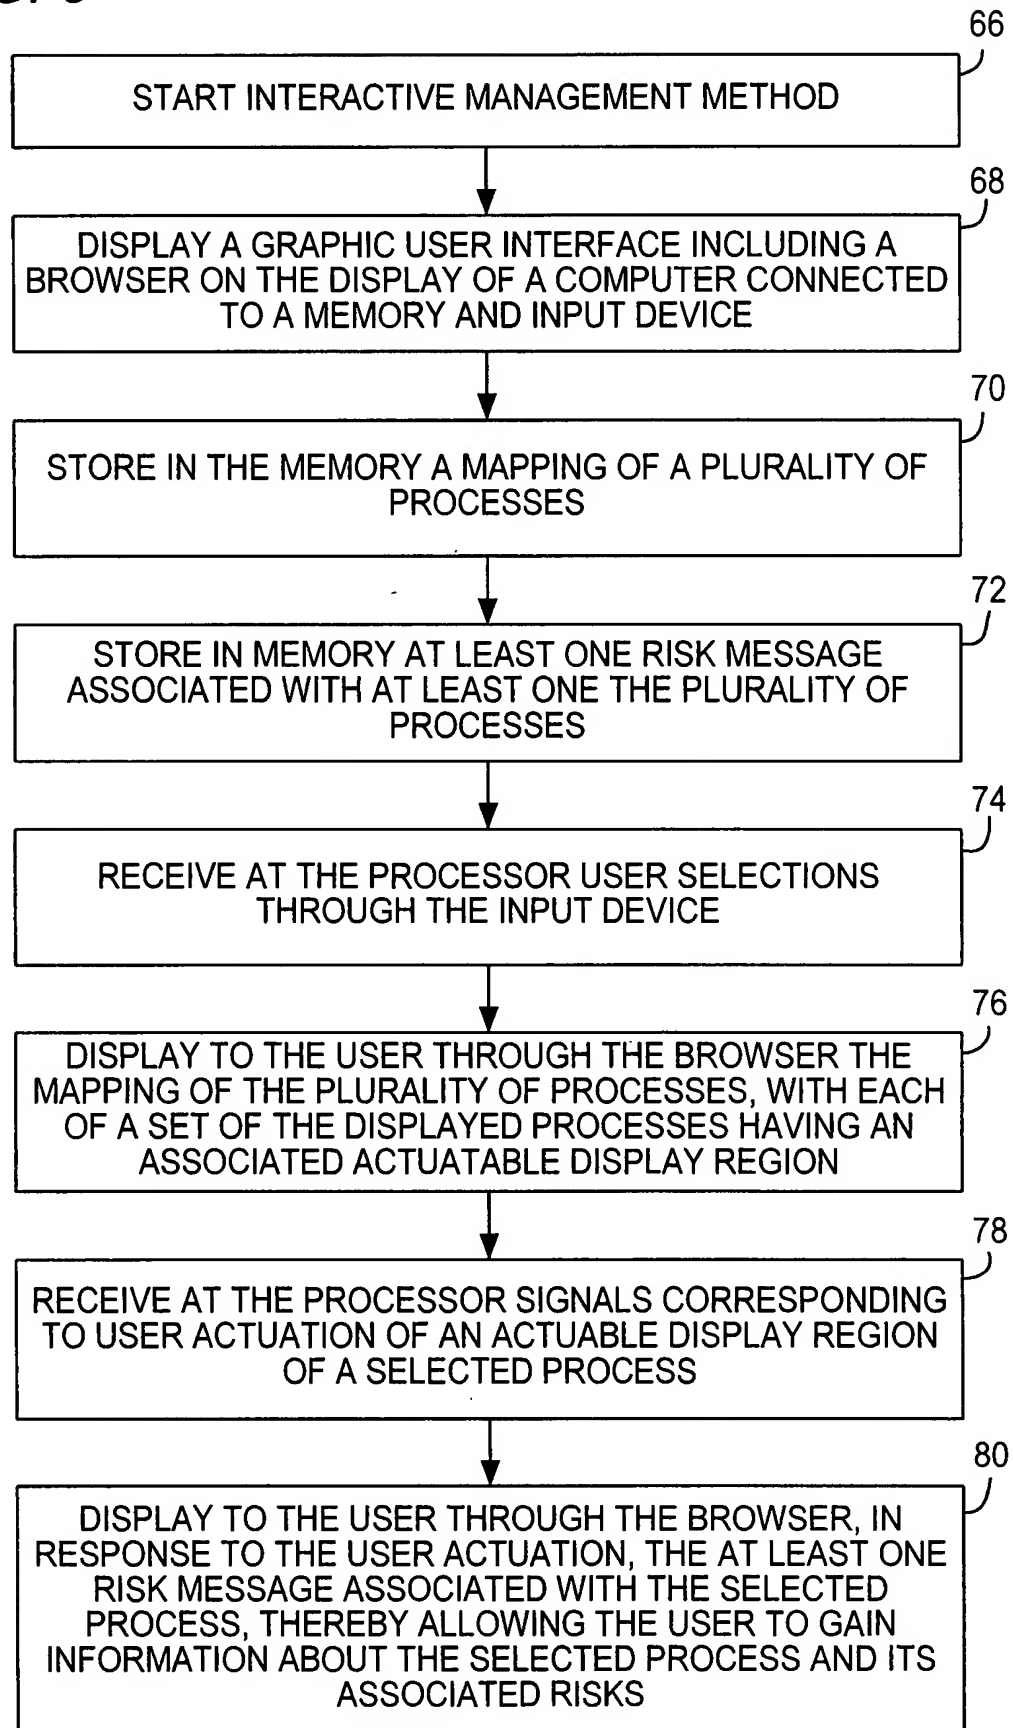 66
START INTERACTIVE MANAGEMENT METHOD
68
DISPLAY A GRAPHIC USER INTERFACE INCLUDING A
BROWSER ON THE DISPLAY OF A COMPUTER CONNECTED
TO A MEMORY AND INPUT DEVICE
70
STORE IN THE MEMORY A MAPPING OF A PLURALITY OF
PROCESSES
72
STORE IN MEMORY AT LEAST ONE RISK MESSAGE
ASSOCIATED WITH AT LEAST ONE THE PLURALITY OF
PROCESSES
74
RECEIVE AT THE PROCESSOR USER SELECTIONS
THROUGH THE INPUT DEVICE
76
DISPLAY TO THE USER THROUGH THE BROWSER THE
MAPPING OF THE PLURALITY OF PROCESSES, WITH EACH
OF A SET OF THE DISPLAYED PROCESSES HAVING AN
ASSOCIATED ACTUATABLE DISPLAY REGION
78
RECEIVE AT THE PROCESSOR SIGNALS CORRESPONDING
TO USER ACTUATION OF AN ACTUABLE DISPLAY REGION
OF A SELECTED PROCESS
80
DISPLAY TO THE USER THROUGH THE BROWSER, IN
RESPONSE TO THE USER ACTUATION, THE AT LEAST ONE
RISK MESSAGE ASSOCIATED WITH THE SELECTED
PROCESS, THEREBY ALLOWING THE USER TO GAIN
INFORMATION ABOUT THE SELECTED PROCESS AND ITS
ASSOCIATED RISKS